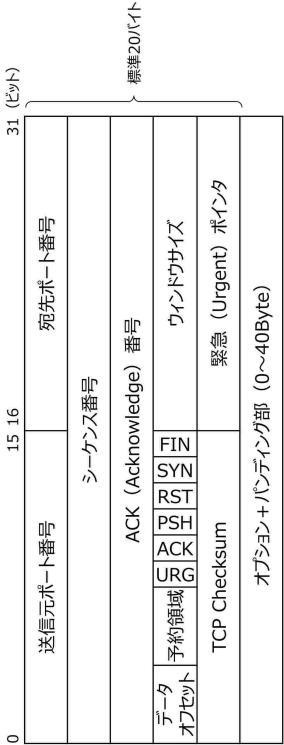 0 15 16 31 (ビット)
送信元ポート番号 宛先ポート番号
シーケンス番号
ACK (Acknowledge) 番号
データ
オフセット
予約領域 URG ACK PSH RST SYN FIN ウィンドウサイズ
TCP Checksum 緊急 (Urgent) ポインタ
オプション+パンディング部 (0~40Byte)
標準20バイト